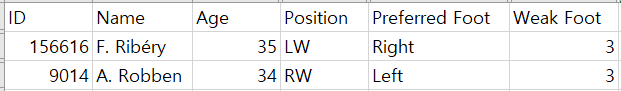 ID Name Age Position Preferred Foot Weak Foot
156616 F. Ribéry 35 LW Right 3
9014 A. Robben 34 RW Left 3